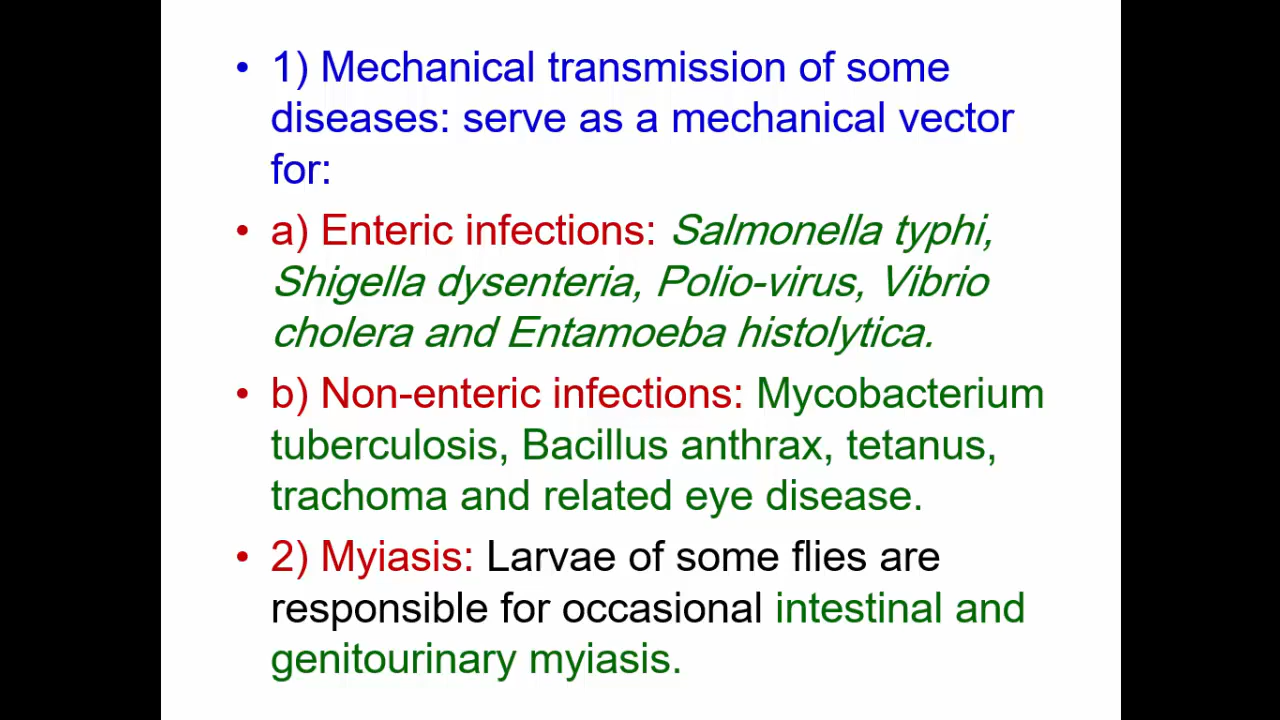 • 1) Mechanical transmission of some
diseases: serve as a mechanical vector
for:
• a) Enteric infections: Salmonella typhi,
Shigella dysenteria, Polio-virus, Vibrio
cholera and Entamoeba histolytica.
• b) Non-enteric infections: Mycobacterium
tuberculosis, Bacillus anthrax, tetanus,
trachoma and related eye disease.
• 2) Myiasis: Larvae of some flies are
responsible for occasional intestinal and
genitourinary myiasis.